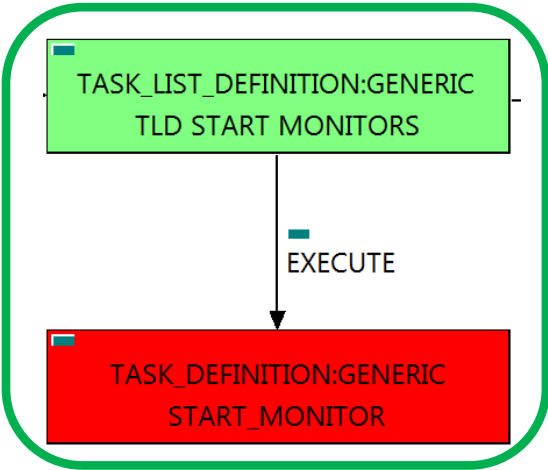 TASK_LIST_DEFINITION:GENERIC
TLD START MONITORS
EXECUTE
TASK_DEFINITION:GENERIC
START_MONITOR